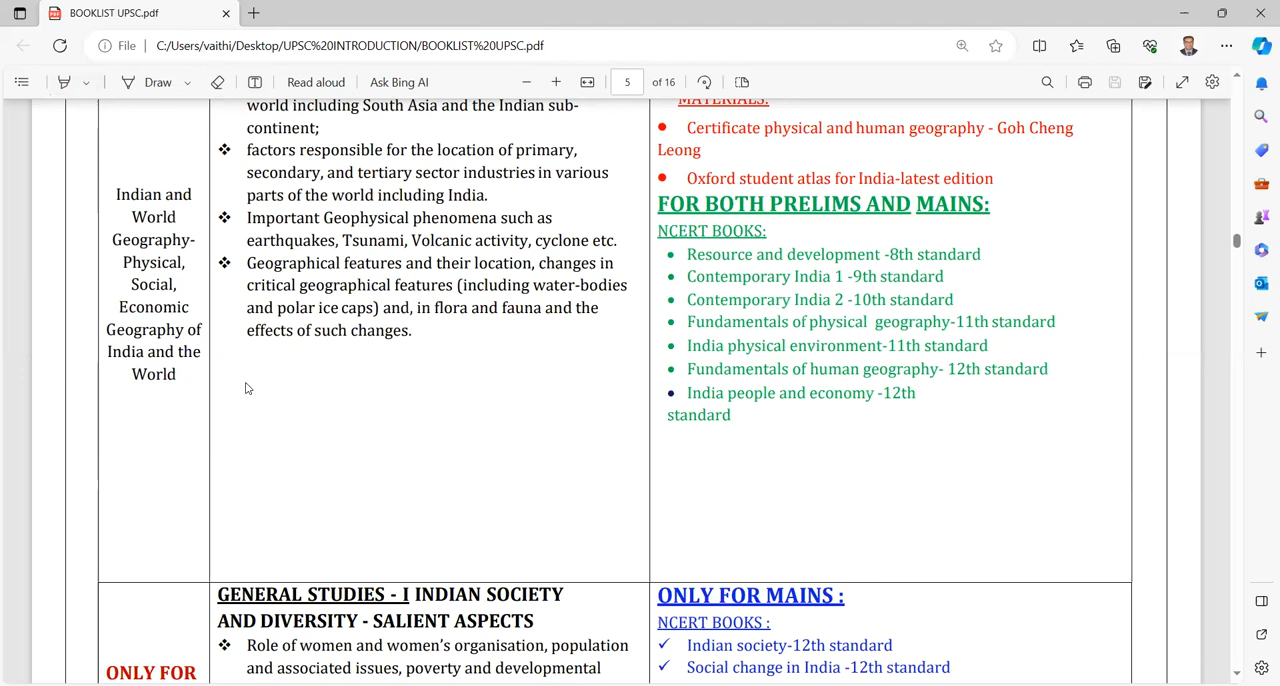 BOOKLIST UPSC.pdf
File
C:/Users/vaithi/Desktop/UPSC%20INTRODUCTION/BOOKLIST%20UPSC.pdf
Draw
Read aloud
Ask Bing AI
5
of 16
Indian and
World
Geography-
Physical,
Social,
Economic
Geography of
India and the
World
world including South Asia and the Indian sub-
continent;
❖ factors responsible for the location of primary,
secondary, and tertiary sector industries in various
parts of the world including India.
❖ Important Geophysical phenomena such as
earthquakes, Tsunami, Volcanic activity, cyclone etc.
❖ Geographical features and their location, changes in
critical geographical features (including water-bodies
and polar ice caps) and, in flora and fauna and the
effects of such changes.
MATERIALS:
• Certificate physical and human geography - Goh Cheng
Leong
• Oxford student atlas for India-latest edition
FOR BOTH PRELIMS AND MAINS:
NCERT BOOKS:
• Resource and development -8th standard
• Contemporary India 1 -9th standard
• Contemporary India 2 -10th standard
• Fundamentals of physical geography-11th standard
• India physical environment-11th standard
• Fundamentals of human geography- 12th standard
• India people and economy -12th
standard
ONLY FOR
GENERAL STUDIES - I INDIAN SOCIETY
AND DIVERSITY - SALIENT ASPECTS
❖ Role of women and women's organisation, population
and associated issues, poverty and developmental
ONLY FOR MAINS :
NCERT BOOKS :
✓ Indian society-12th standard
✓ Social change in India -12th standard